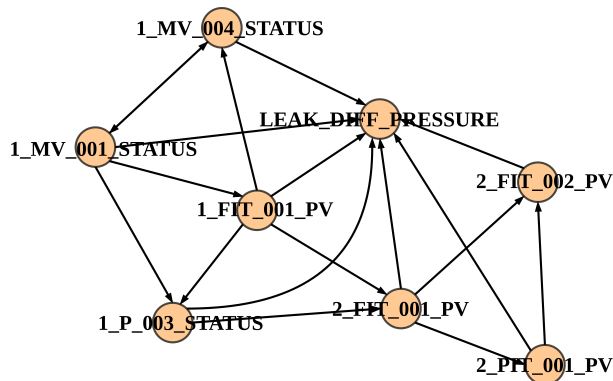 1_MV_004_STATUS
LEAK_DIFF_PRESSURE
1_MV_001_STATUS
2_FIT_002_PV
1_FIT_001_PV
2_FIT_001_PV
1_P_003_STATUS
2_PIT_001_PV